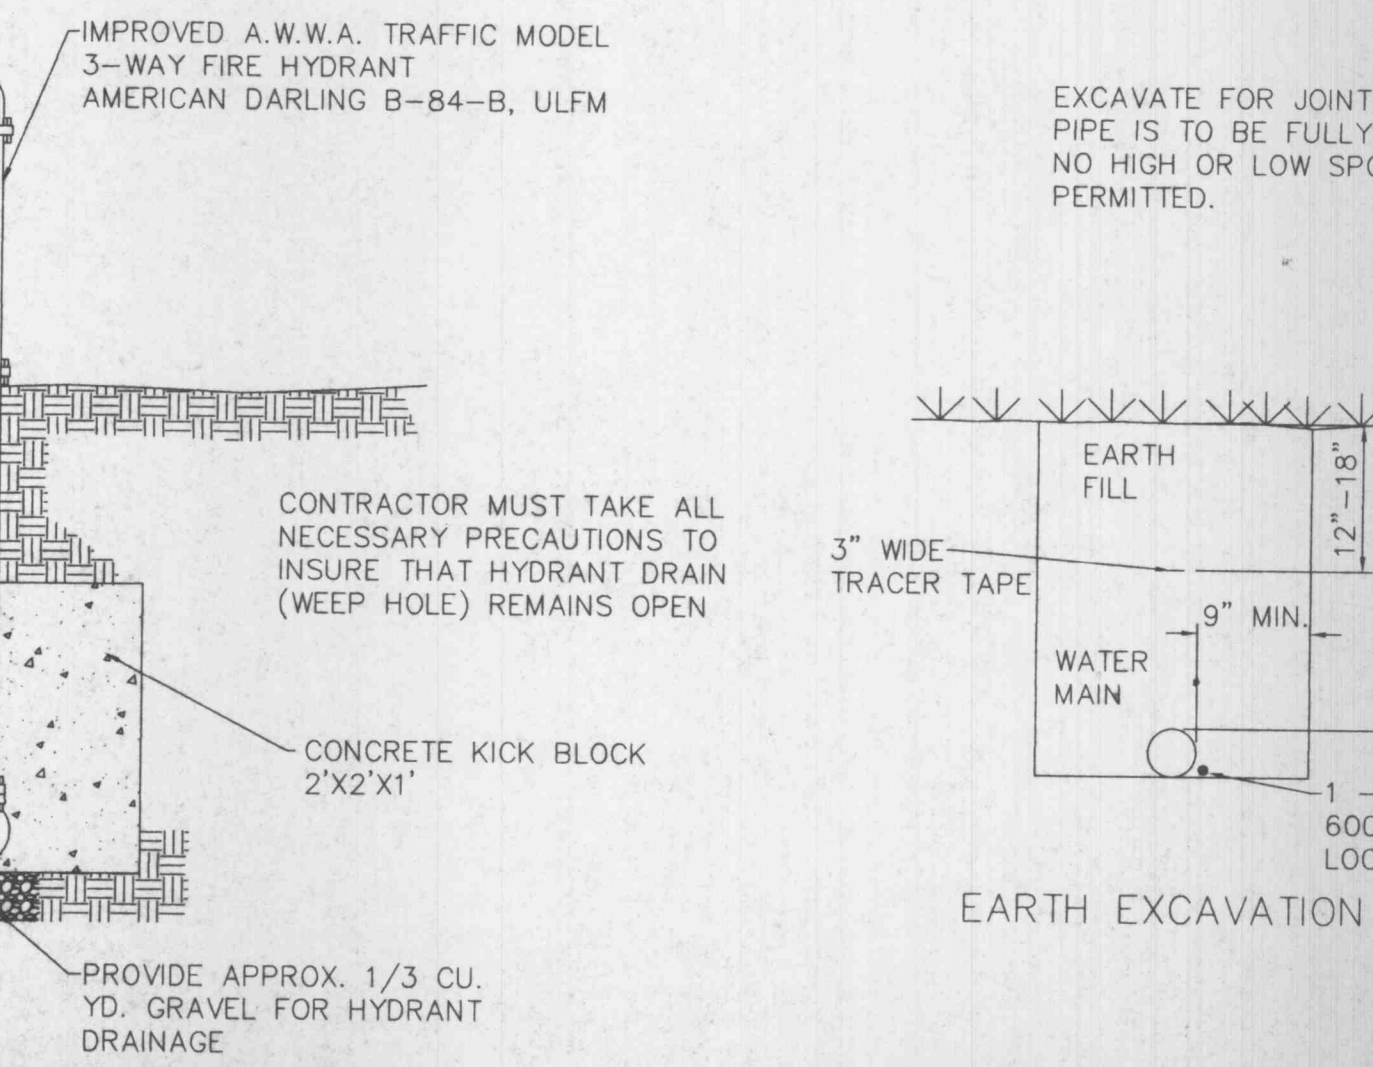 IMPROVED A.W.W.A. TRAFFIC MODEL
3-WAY FIRE HYDRANT
AMERICAN DARLING B-84-B, ULFM
CONTRACTOR MUST TAKE ALL
NECESSARY PRECAUTIONS TO
INSURE THAT HYDRANT DRAIN
(WEEP HOLE) REMAINS OPEN
CONCRETE KICK BLOCK
2'X2'X1'
PROVIDE APPROX. 1/3 CU.
YD. GRAVEL FOR HYDRANT
DRAINAGE
EXCAVATE FOR JOINT
PIPE IS TO BE FULLY
NO HIGH OR LOW
PERMITTED.
EARTH
FILL
12"-18"
3" WIDE
TRACER TAPE
9" MIN.
WATER
MAIN
1
600
EARTH EXCAVATION